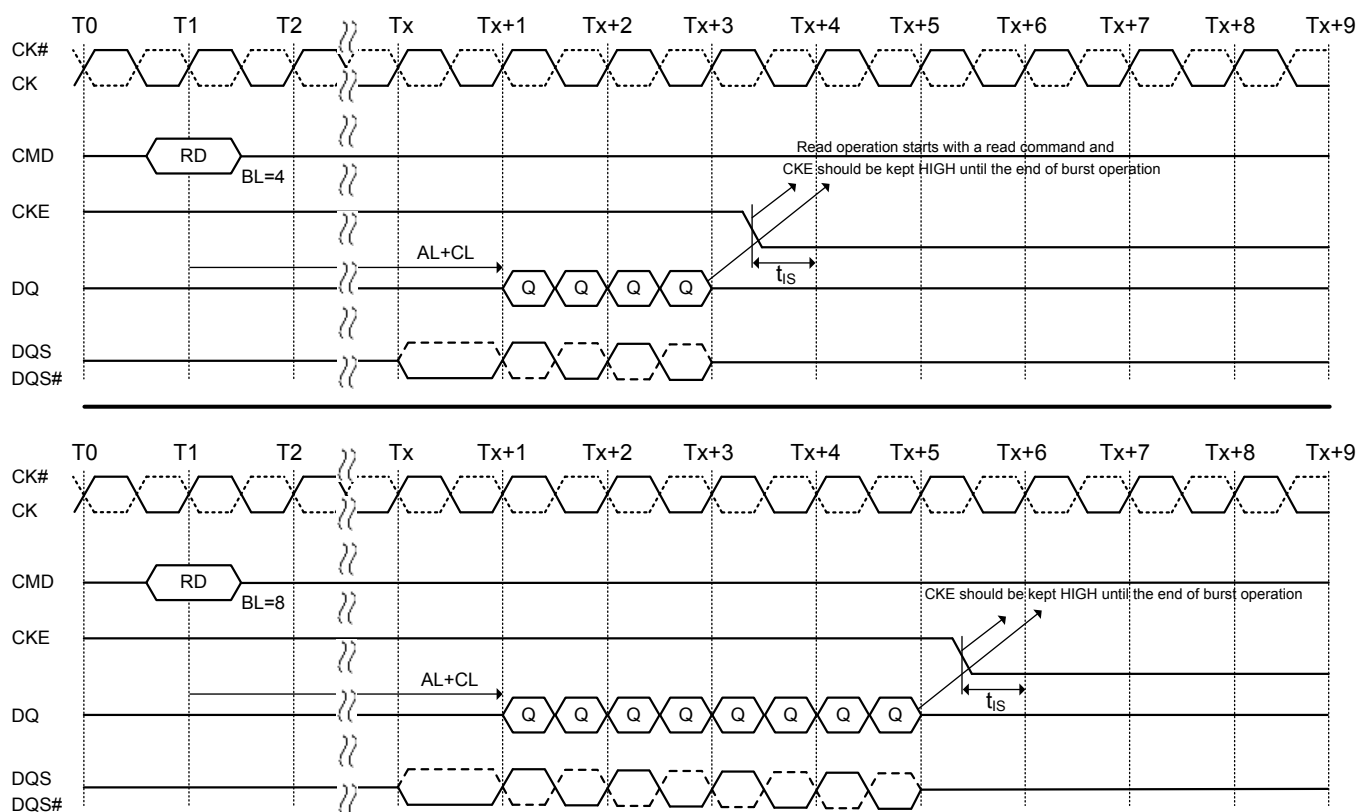 T0 T1 T2 Tx Tx+1 Tx+2 Tx+3 Tx+4 Tx+5 Tx+6 Tx+7 Tx+8 Tx+9
CK#
CK
CMD RD
BL=4
Read operation starts with a read command and
CKE should be kept HIGH until the end of burst operation
CKE
AL+CL
tIS
DQ Q Q Q Q
DQS
DQS#
T0 T1 T2 Tx Tx+1 Tx+2 Tx+3 Tx+4 Tx+5 Tx+6 Tx+7 Tx+8 Tx+9
CK#
CK
CMD RD
BL=8
CKE should be kept HIGH until the end of burst operation
CKE
AL+CL
tIS
DQ Q Q Q Q Q Q Q Q
DQS
DQS#